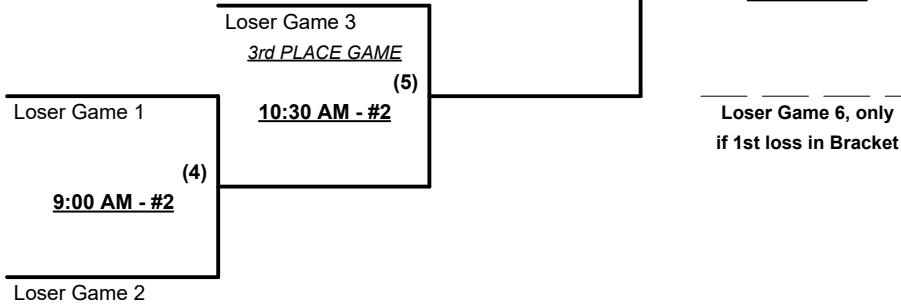 Loser Game 3
3rd PLACE GAME
(5)
10:30 AM - #2
Loser Game 1
(4)
9:00 AM - #2
Loser Game 2
Loser Game 6, only
if 1st loss in Bracket